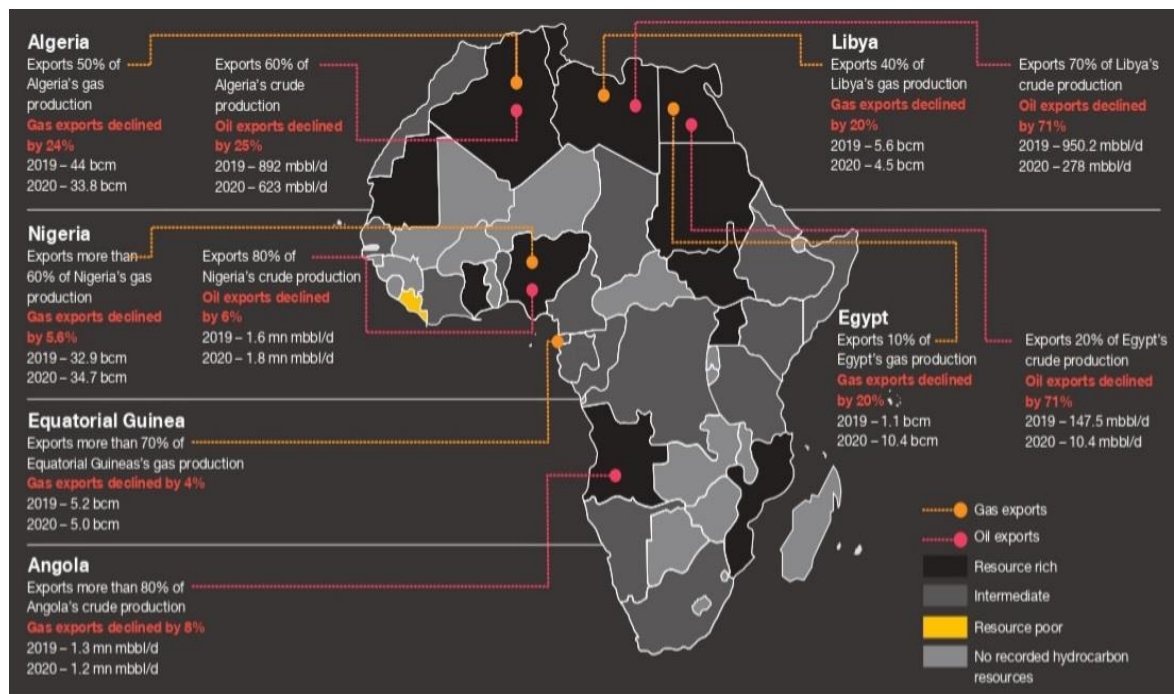 Algeria
Exports 50% of
Algeria's gas
production
Gas exports declined
by 24%
2019 – 44 bcm
2020 – 33.8 bcm
Exports 60% of
Algeria's crude
production
Oil exports declined
by 25%
2019 – 892 mbbl/d
2020 – 623 mbbl/d
Libya
Exports 40% of
Libya's gas production
Gas exports declined
by 20%
2019 – 5.6 bcm
2020 – 4.5 bcm
Exports 70% of Libya's
crude production
Oil exports declined
by 71%
2019 – 950.2 mbbl/d
2020 – 278 mbbl/d
Nigeria
Exports more than
60% of Nigeria's gas
production
Gas exports declined
by 5.6%
2019 – 32.9 bcm
2020 – 34.7 bcm
Exports 80% of
Nigeria's crude production
Oil exports declined
by 6%
2019 – 1.6 mn mbbl/d
2020 – 1.8 mn mbbl/d
Egypt
Exports 10% of
Egypt's gas production
Gas exports declined
by 20%
2019 – 1.1 bcm
2020 – 10.4 bcm
Exports 20% of Egypt's
crude production
Oil exports declined
by 71%
2019 – 147.5 mbbl/d
2020 – 10.4 mbbl/d
Equatorial Guinea
Exports more than 70% of
Equatorial Guineas's gas production
Gas exports declined by 4%
2019 – 5.2 bcm
2020 – 5.0 bcm
Angola
Exports more than 80% of
Angola's crude production
Gas exports declined by 8%
2019 – 1.3 mn mbbl/d
2020 – 1.2 mn mbbl/d
Gas exports
Oil exports
Resource rich
Intermediate
Resource poor
No recorded hydrocarbon
resources